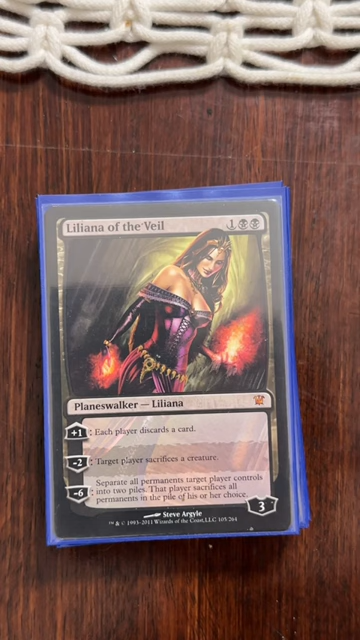 Liliana of the Veil 1
Planeswalker — Liliana
+1: Each player discards a card.
-2: Target player sacrifices a creature.
Separate all permanents target player controls
-6: into two piles. That player sacrifices all
permanents in the pile of his or her choice.
3
Steve Argyle
™ & © 1993–2011 Wizards of the Coast, LLC 105/264